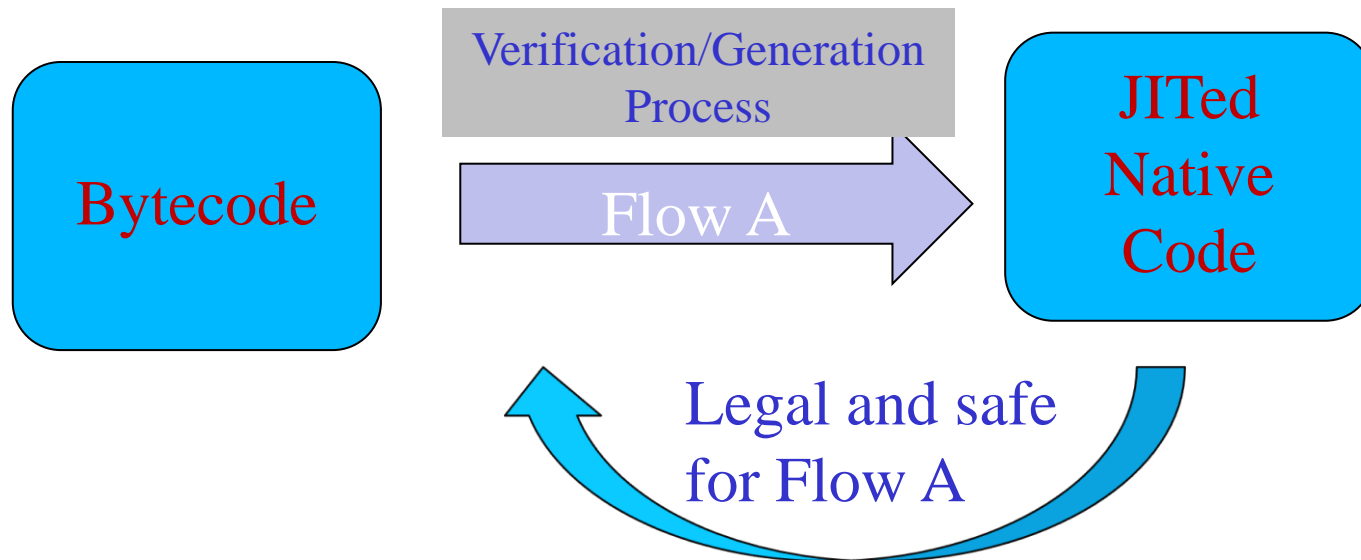 Verification/Generation
Process
Bytecode
Flow A
JITed
Native
Code
Legal and safe
for Flow A